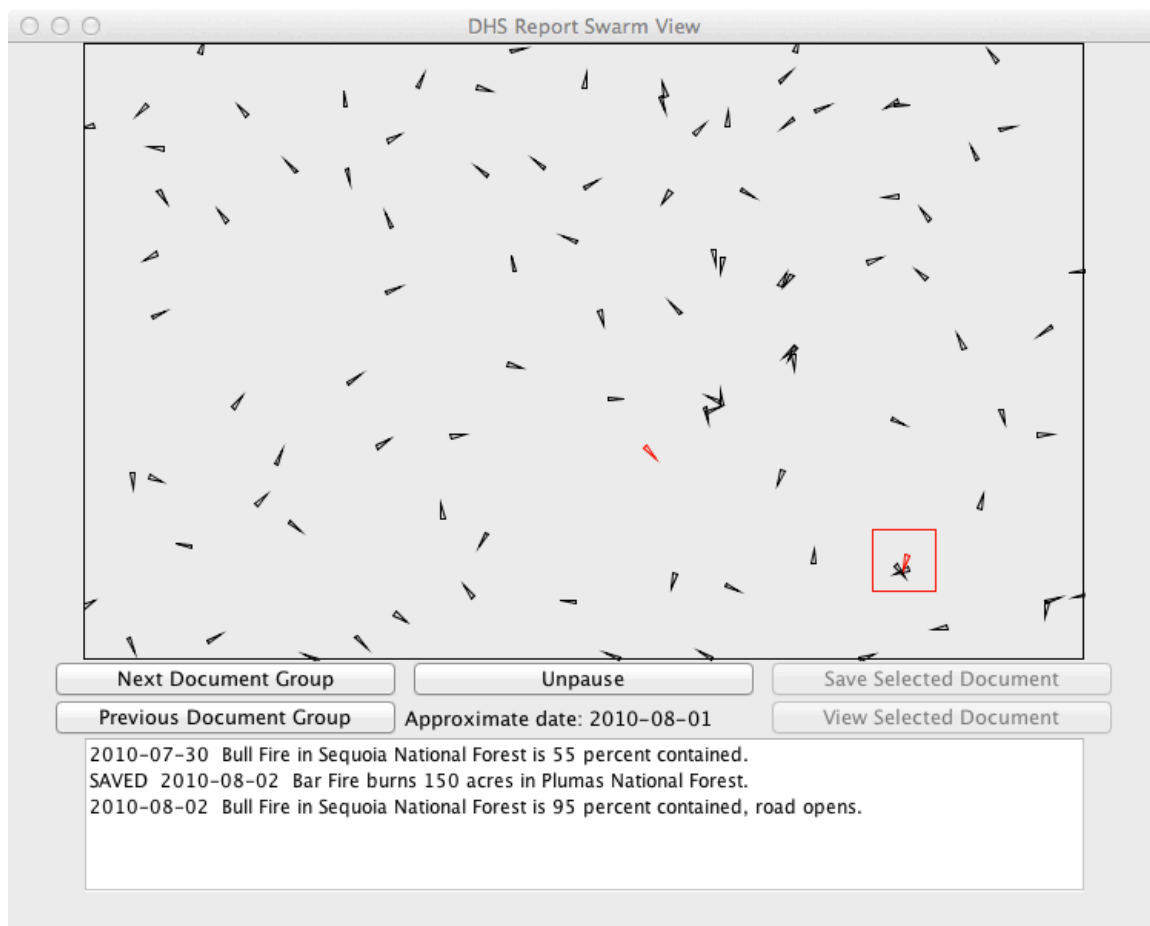 DHS Report Swarm View
Next Document Group
Unpause
Save Selected Document
Previous Document Group
Approximate date: 2010-08-01
View Selected Document
2010-07-30 Bull Fire in Sequoia National Forest is 55 percent contained.
SAVED 2010-08-02 Bar Fire burns 150 acres in Plumas National Forest.
2010-08-02 Bull Fire in Sequoia National Forest is 95 percent contained, road opens.